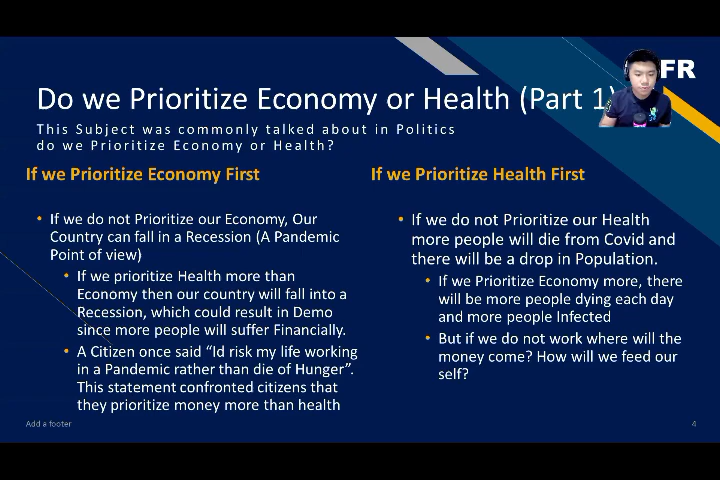 FR
Do we Prioritize Economy or Health (Part 1)
This Subject was commonly talked about in Politics
do we Prioritize Economy or Health?
If we Prioritize Economy First
• If we do not Prioritize our Economy, Our
Country can fall in a Recession (A Pandemic
Point of view)
• If we prioritize Health more than
Economy then our country will fall into a
Recession, which could result in Demo
since more people will suffer Financially.
• A Citizen once said “Id risk my life working
in a Pandemic rather than die of Hunger”.
This statement confronted citizens that
they prioritize money more than health
If we Prioritize Health First
• If we do not Prioritize our Health
more people will die from Covid and
there will be a drop in Population.
• If we Prioritize Economy more, there
will be more people dying each day
and more people Infected
• But if we do not work where will the
money come? How will we feed our
self?
Add a footer
4